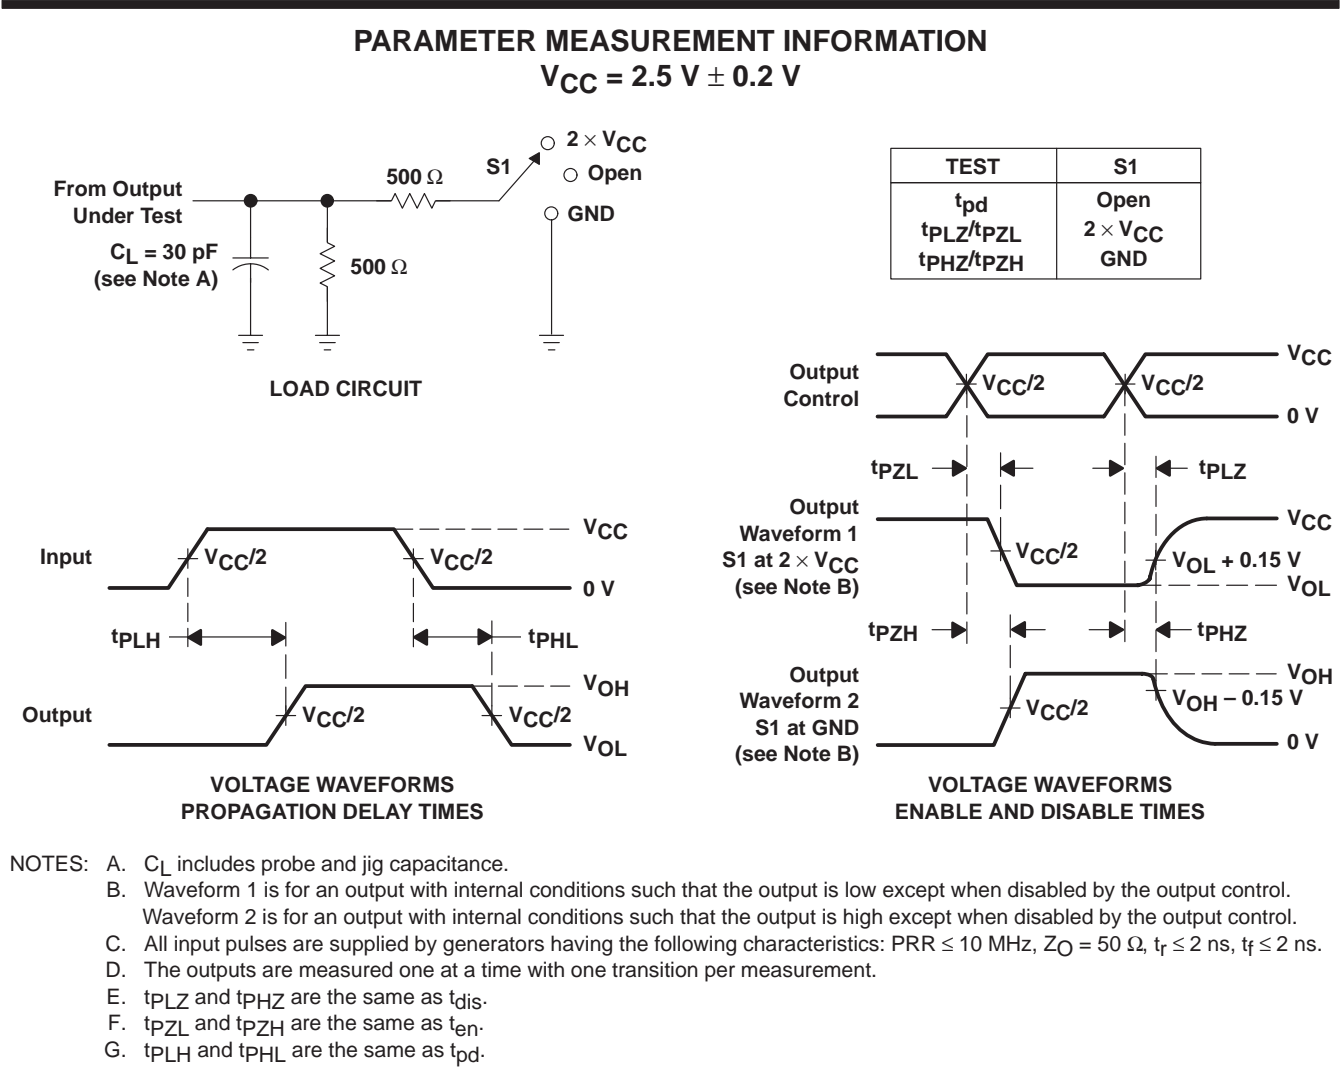 PARAMETER MEASUREMENT INFORMATION
VCC = 2.5 V ± 0.2 V
From Output
Under Test
CL = 30 pF
(see Note A)
500 Ω
500 Ω
S1
2 × VCC
Open
GND
LOAD CIRCUIT
TEST S1
tpd Open
tPLZ/tPZL 2 × VCC
tPHZ/tPZH GND
Input
VCC/2
VCC/2
VCC
0 V
tPLH
tPHL
Output
VCC/2
VCC/2
VOH
VOL
VOLTAGE WAVEFORMS
PROPAGATION DELAY TIMES
Output
Control
VCC/2
VCC/2
VCC
0 V
tPZL
tPLZ
Output
Waveform 1
S1 at 2 × VCC
(see Note B)
VCC/2
VCC
VOL + 0.15 V
VOL
tPZH
tPHZ
Output
Waveform 2
S1 at GND
(see Note B)
VCC/2
VOH
VOH − 0.15 V
0 V
VOLTAGE WAVEFORMS
ENABLE AND DISABLE TIMES
NOTES: A. CL includes probe and jig capacitance.
B. Waveform 1 is for an output with internal conditions such that the output is low except when disabled by the output control.
Waveform 2 is for an output with internal conditions such that the output is high except when disabled by the output control.
C. All input pulses are supplied by generators having the following characteristics: PRR ≤ 10 MHz, ZO = 50 Ω, tr ≤ 2 ns, tf ≤ 2 ns.
D. The outputs are measured one at a time with one transition per measurement.
E. tPLZ and tPHZ are the same as tdis.
F. tPZL and tPZH are the same as ten.
G. tPLH and tPHL are the same as tpd.